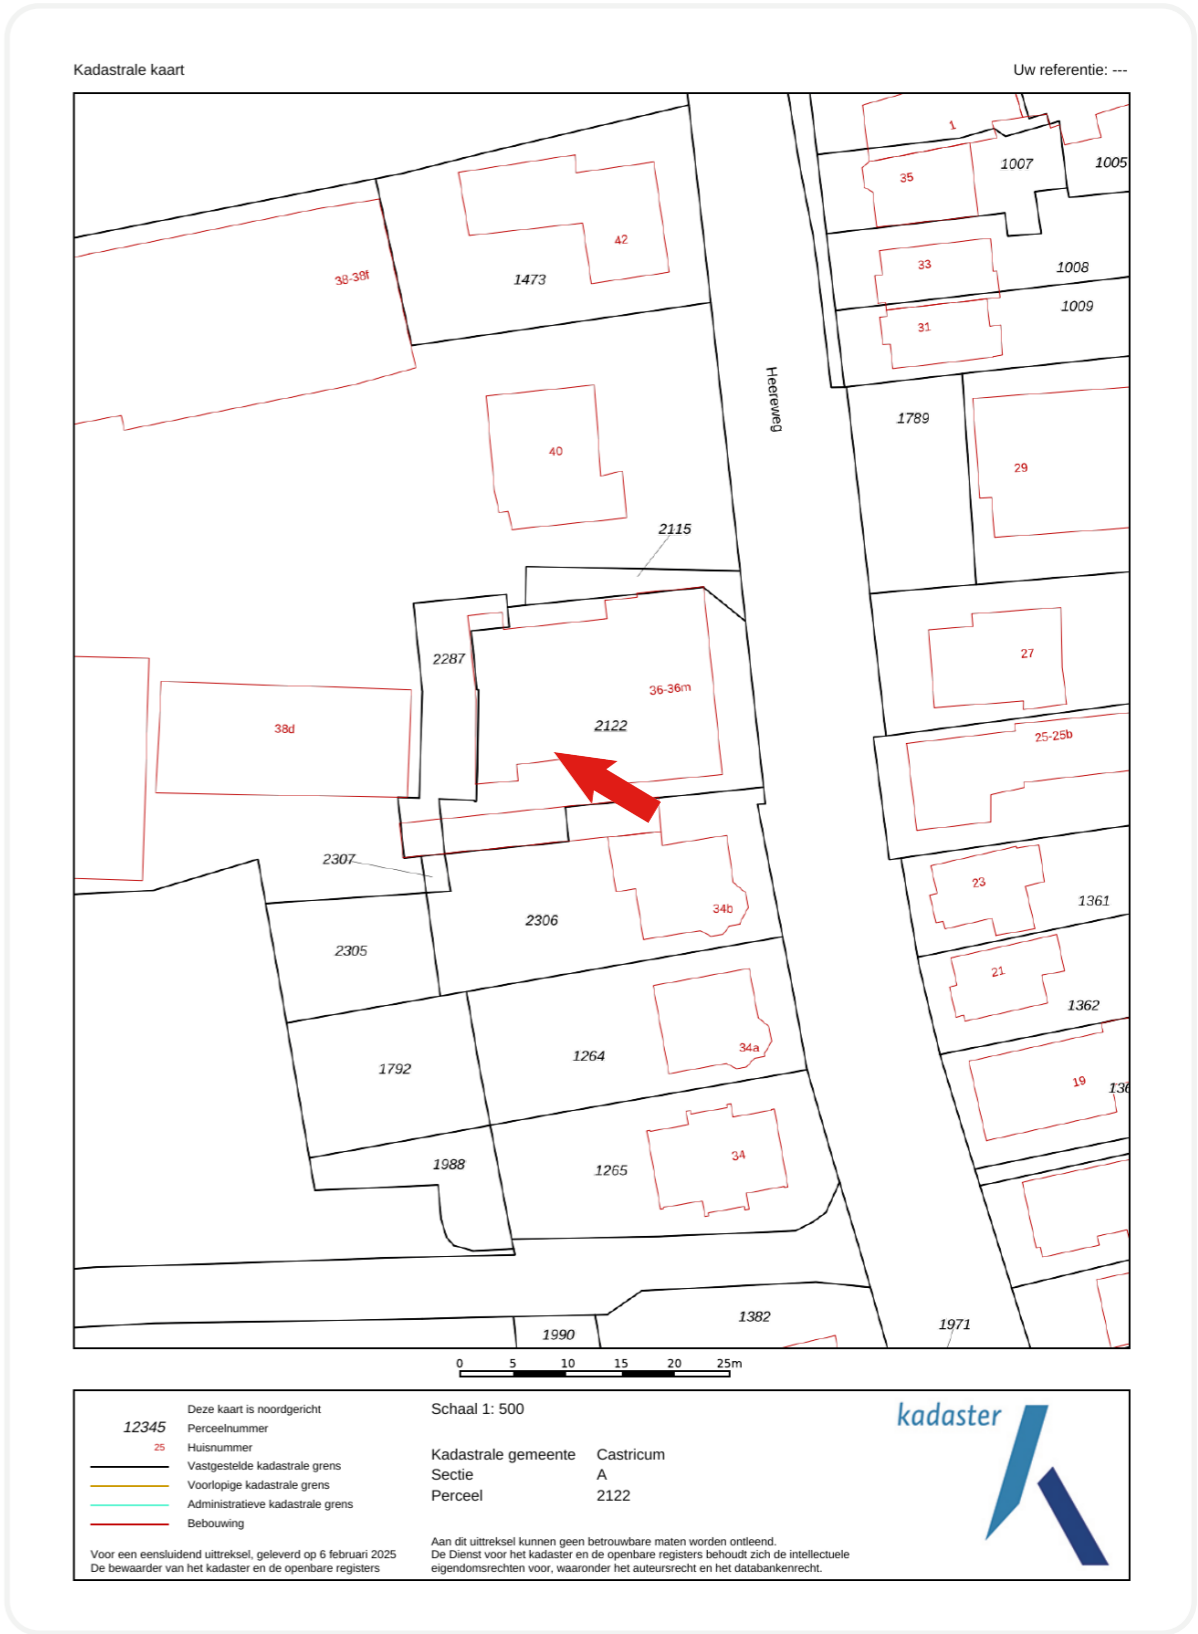 Kadastrale kaart
Uw referentie: ---
1
1007
1005
35
42
33
1008
38-38f
1473
1009
31
Heereweg
1789
40
29
2115
2287
27
36-36m
38d
2122
25-25b
2307
23
1361
34b
2306
2305
21
1362
34a
1264
1792
19
136
34
1988
1265
1382
1971
1990
0 5 10 15 20 25m
Deze kaart is noordgericht
12345 Perceelnummer
25 Huisnummer
Vastgestelde kadastrale grens
Voorlopige kadastrale grens
Administratieve kadastrale grens
Bebouwing
Voor een eensluidend uittreksel, geleverd op 6 februari 2025
De bewaarder van het kadaster en de openbare registers
Schaal 1: 500
Kadastrale gemeente Castricum
Sectie A
Perceel 2122
Aan dit uittreksel kunnen geen betrouwbare maten worden ontleend.
De Dienst voor het kadaster en de openbare registers behoudt zich de intellectuele
eigendomsrechten voor, waaronder het auteursrecht en het databankenrecht.
kadaster